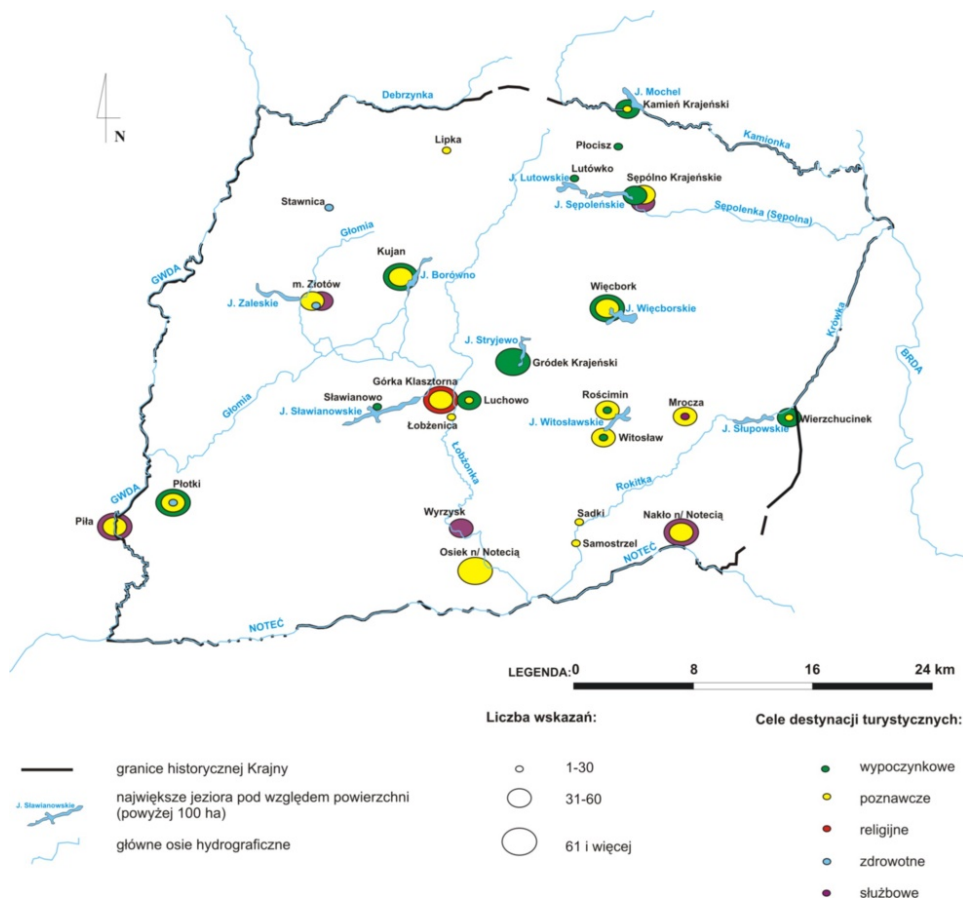 J. Mochel
Kamień Krajeński
Debrzynka
N
Kamionka
Lipka
Płocisz
Lutówko
J. Lutowskie
Sępólno Krajeńskie
J. Sępoleńskie
Sępolenka (Sępolna)
Stawnica
Głomia
GWDA
Kujan
J. Borówno
m. Złotów
J. Zaleskie
Więcbork
J. Więcborskie
Krówka
BRDA
J. Stryjewo
Gródek Krajeński
Górka Klasztorna
Głomia
Sławianowo
J. Sławianowskie
Luchowo
Łobżenica
Rościmin
Mrocza
J. Witosławskie
Witosław
J. Słupowskie
Wierzchucinek
Łobżonka
Rokitka
GWDA
Płotki
Piła
Wyrzysk
Sadki
Nakło n/ Notecią
Samostrzel
Osiek n/ Notecią
NOTEĆ
NOTEĆ
LEGENDA:
0 8 16 24 km
Liczba wskazań:
1-30
31-60
61 i więcej
Cele destynacji turystycznych:
wypoczynkowe
poznawcze
religijne
zdrowotne
służbowe
granice historycznej Krajny
J. Sławianowskie
największe jeziora pod względem powierzchni
(powyżej 100 ha)
główne osie hydrograficzne